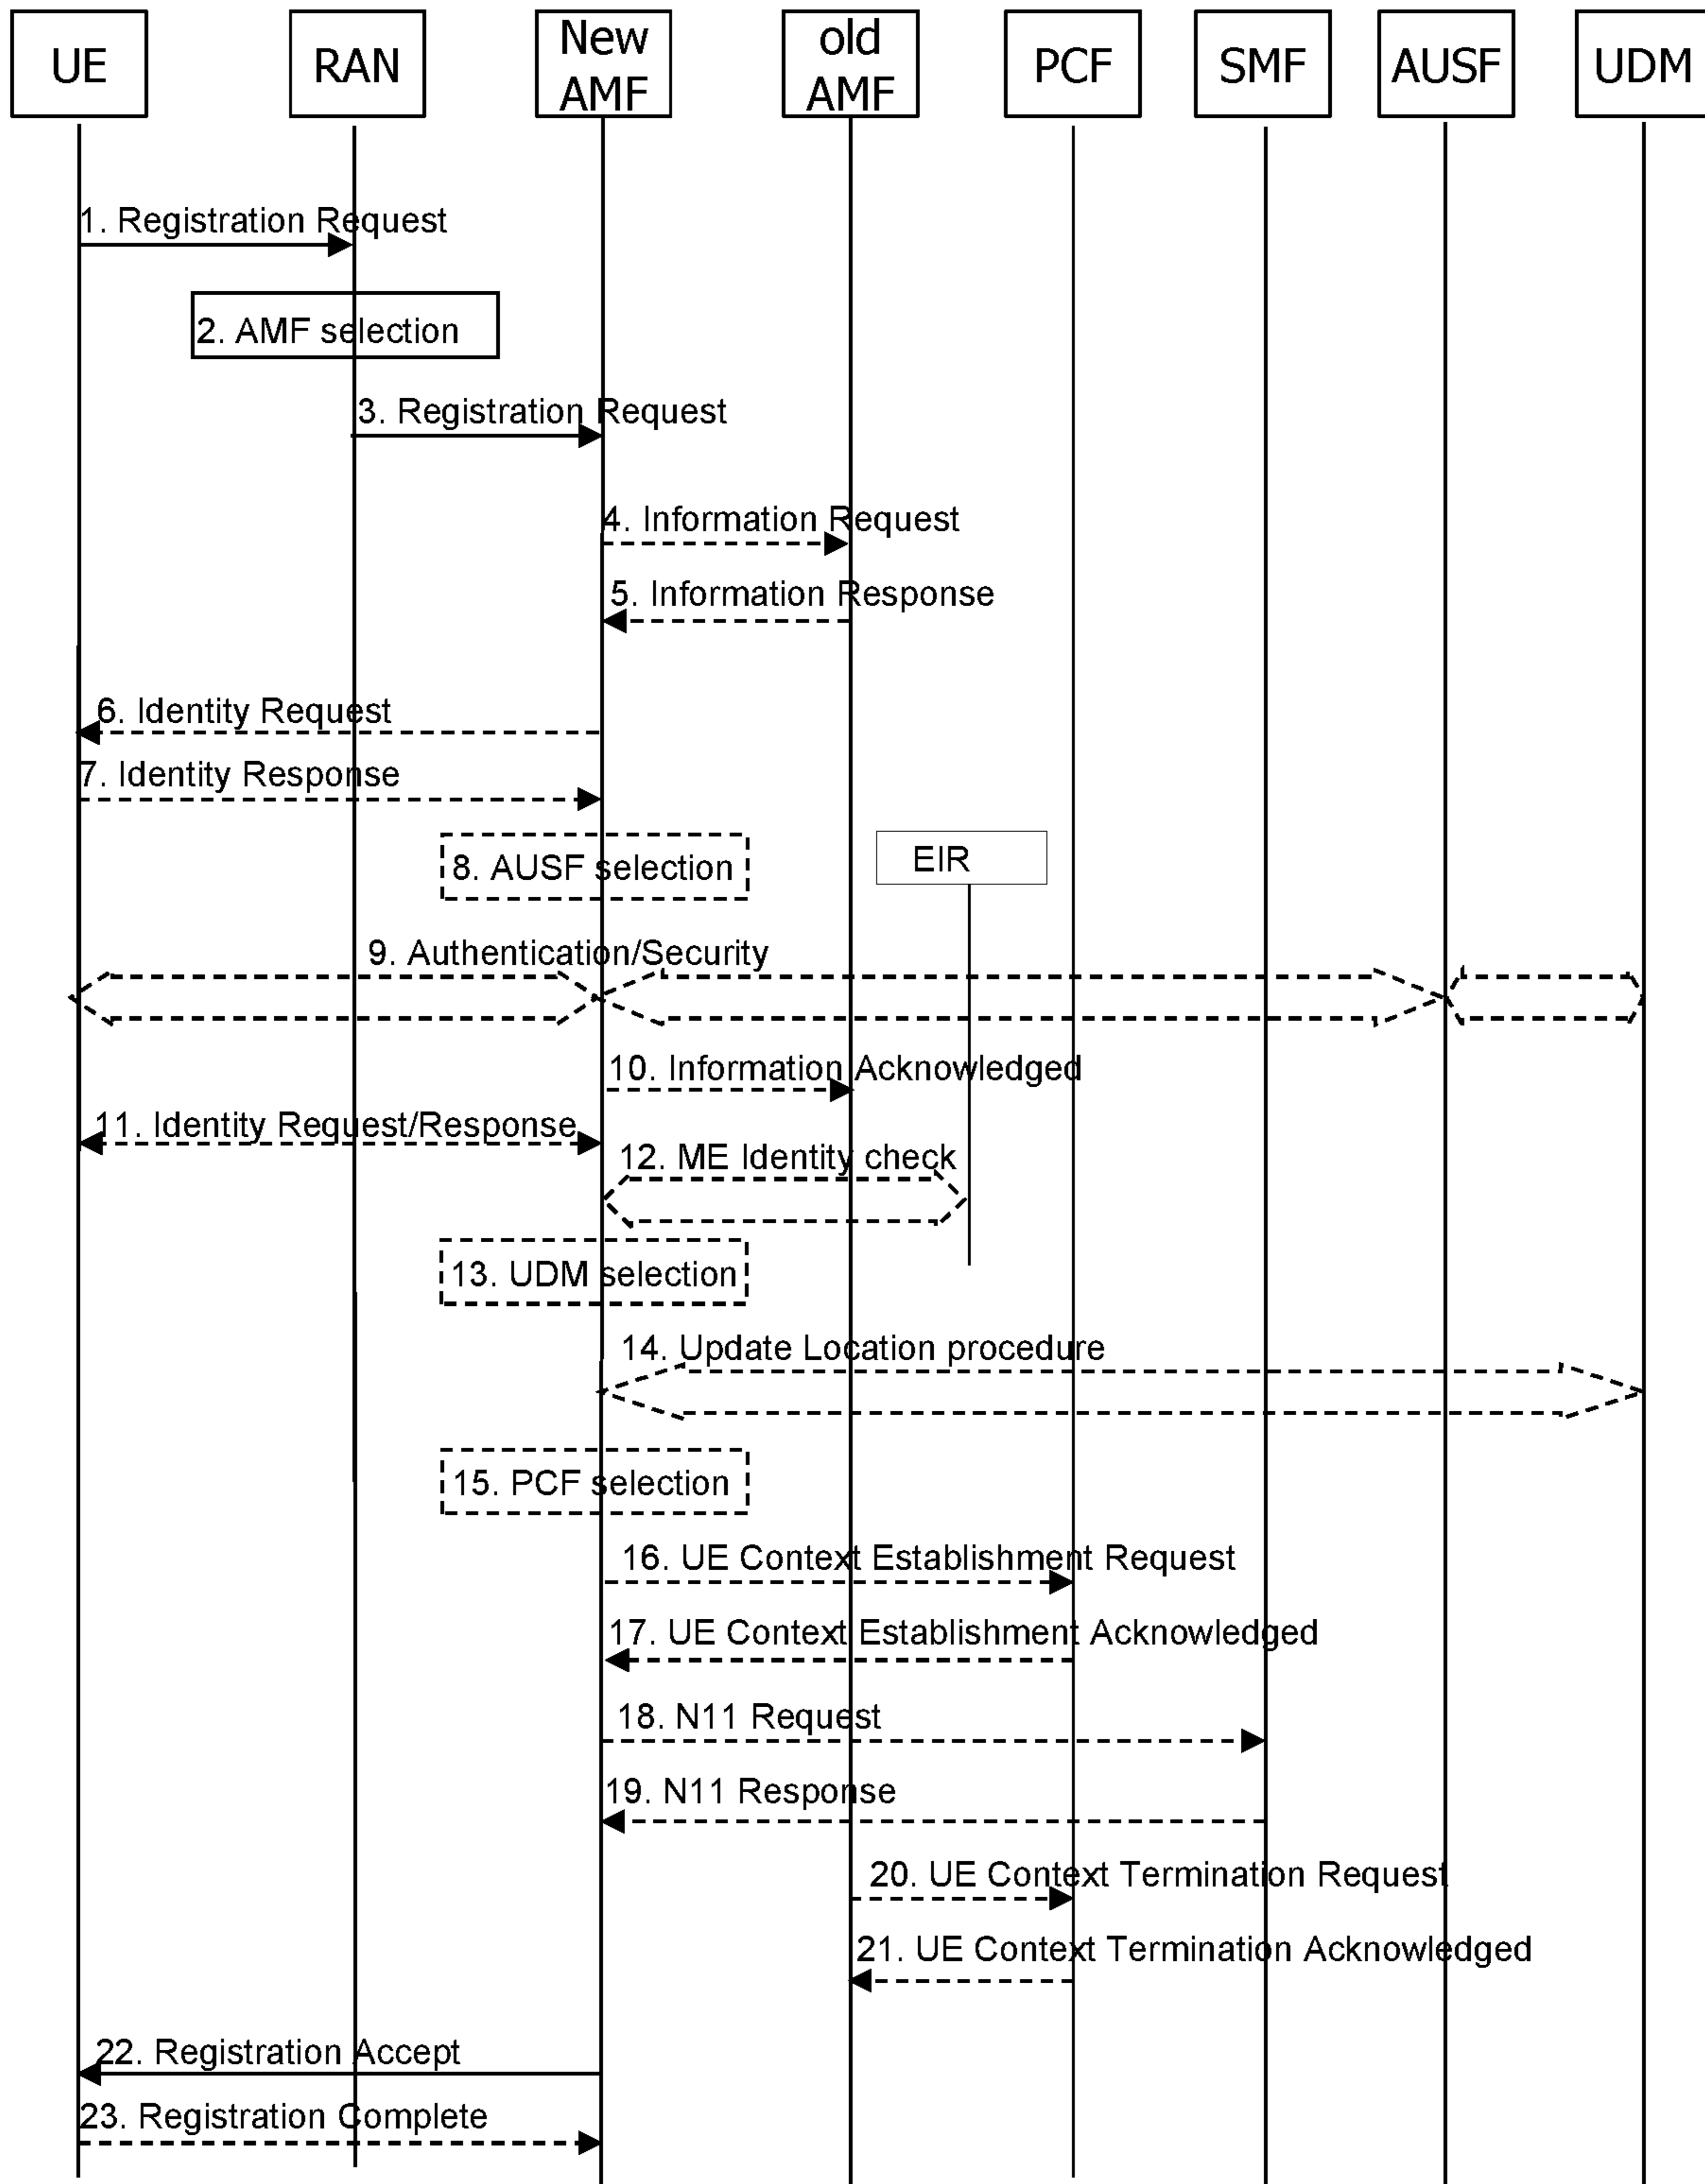 UE
RAN
New
AMF
old
AMF
PCF
SMF
AUSF
UDM
1. Registration Request
2. AMF selection
3. Registration Request
4. Information Request
5. Information Response
6. Identity Request
7. Identity Response
8. AUSF selection
EIR
9. Authentication/Security
10. Information Acknowledged
11. Identity Request/Response
12. ME Identity check
13. UDM selection
14. Update Location procedure
15. PCF selection
16. UE Context Establishment Request
17. UE Context Establishment Acknowledged
18. N11 Request
19. N11 Response
20. UE Context Termination Request
21. UE Context Termination Acknowledged
22. Registration Accept
23. Registration Complete